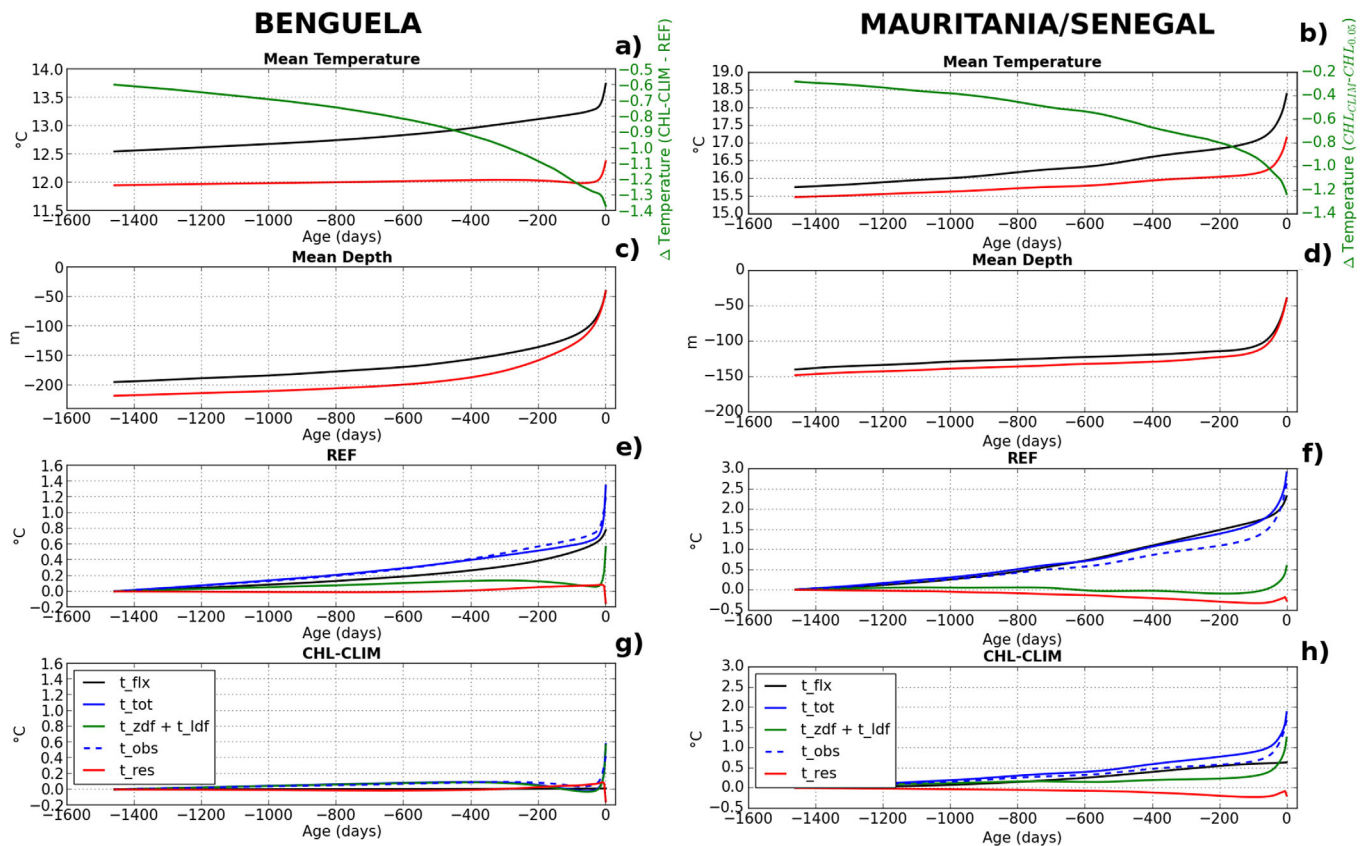 BENGUELA
MAURITANIA/SENEGAL
a)
Mean Temperature
14.0
13.5
13.0
12.5
12.0
11.5
°C
−0.5
−0.6
−0.7
−0.8
−0.9
−1.0
−1.1
−1.2
−1.3
−1.4
Δ Temperature (CHL-CLIM - REF)
−1600 −1400 −1200 −1000 −800 −600 −400 −200 0
Age (days)
b)
Mean Temperature
19.0
18.5
18.0
17.5
17.0
16.5
16.0
15.5
15.0
°C
−0.2
−0.4
−0.6
−0.8
−1.0
−1.2
−1.4
Δ Temperature (CHL_CLIM-CHL_0.05)
−1600 −1400 −1200 −1000 −800 −600 −400 −200 0
Age (days)
c)
Mean Depth
0
−50
−100
−150
−200
m
−1600 −1400 −1200 −1000 −800 −600 −400 −200 0
Age (days)
d)
Mean Depth
0
−50
−100
−150
−200
m
−1600 −1400 −1200 −1000 −800 −600 −400 −200 0
Age (days)
e)
REF
1.6
1.4
1.2
1.0
0.8
0.6
0.4
0.2
0.0
−0.2
°C
−1600 −1400 −1200 −1000 −800 −600 −400 −200 0
Age (days)
f)
REF
3.0
2.5
2.0
1.5
1.0
0.5
0.0
−0.5
°C
−1600 −1400 −1200 −1000 −800 −600 −400 −200 0
Age (days)
g)
CHL-CLIM
1.6
1.4
1.2
1.0
0.8
0.6
0.4
0.2
0.0
−0.2
°C
t_flx
t_tot
t_zdf + t_ldf
t_obs
t_res
−1600 −1400 −1200 −1000 −800 −600 −400 −200 0
Age (days)
h)
CHL-CLIM
3.0
2.5
2.0
1.5
1.0
0.5
0.0
−0.5
°C
t_flx
t_tot
t_zdf + t_ldf
t_obs
t_res
−1600 −1400 −1200 −1000 −800 −600 −400 −200 0
Age (days)